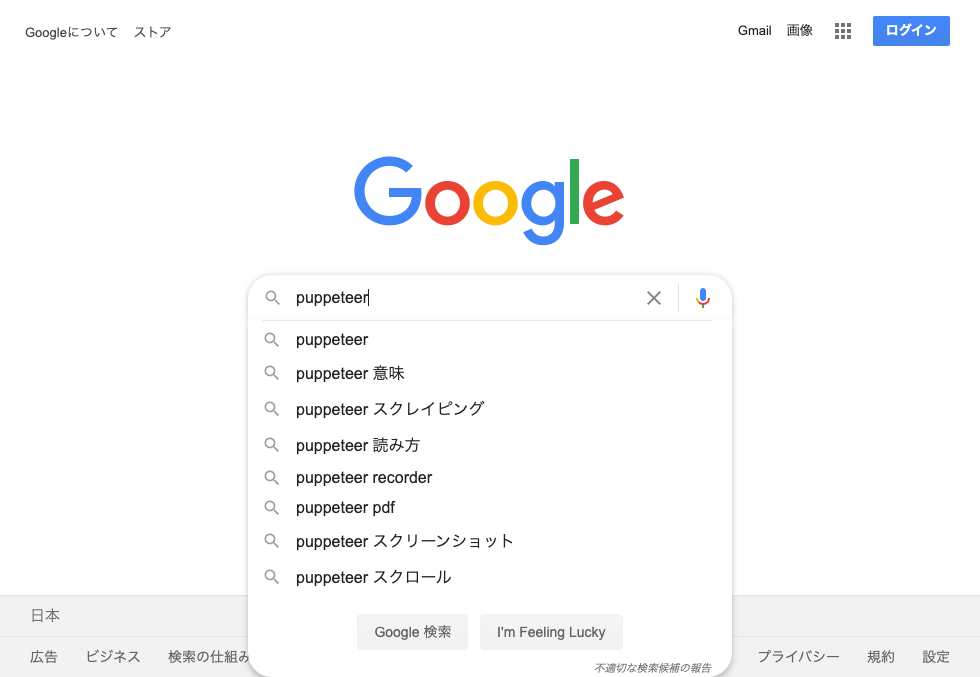 Googleについて ストア Gmail 画像 ログイン
Google
puppeteer
puppeteer
puppeteer 意味
puppeteer スクレイピング
puppeteer 読み方
puppeteer recorder
puppeteer pdf
puppeteer スクリーンショット
puppeteer スクロール
Google 検索 I'm Feeling Lucky
不適切な検索候補の報告
日本
広告 ビジネス 検索の仕組み プライバシー 規約 設定